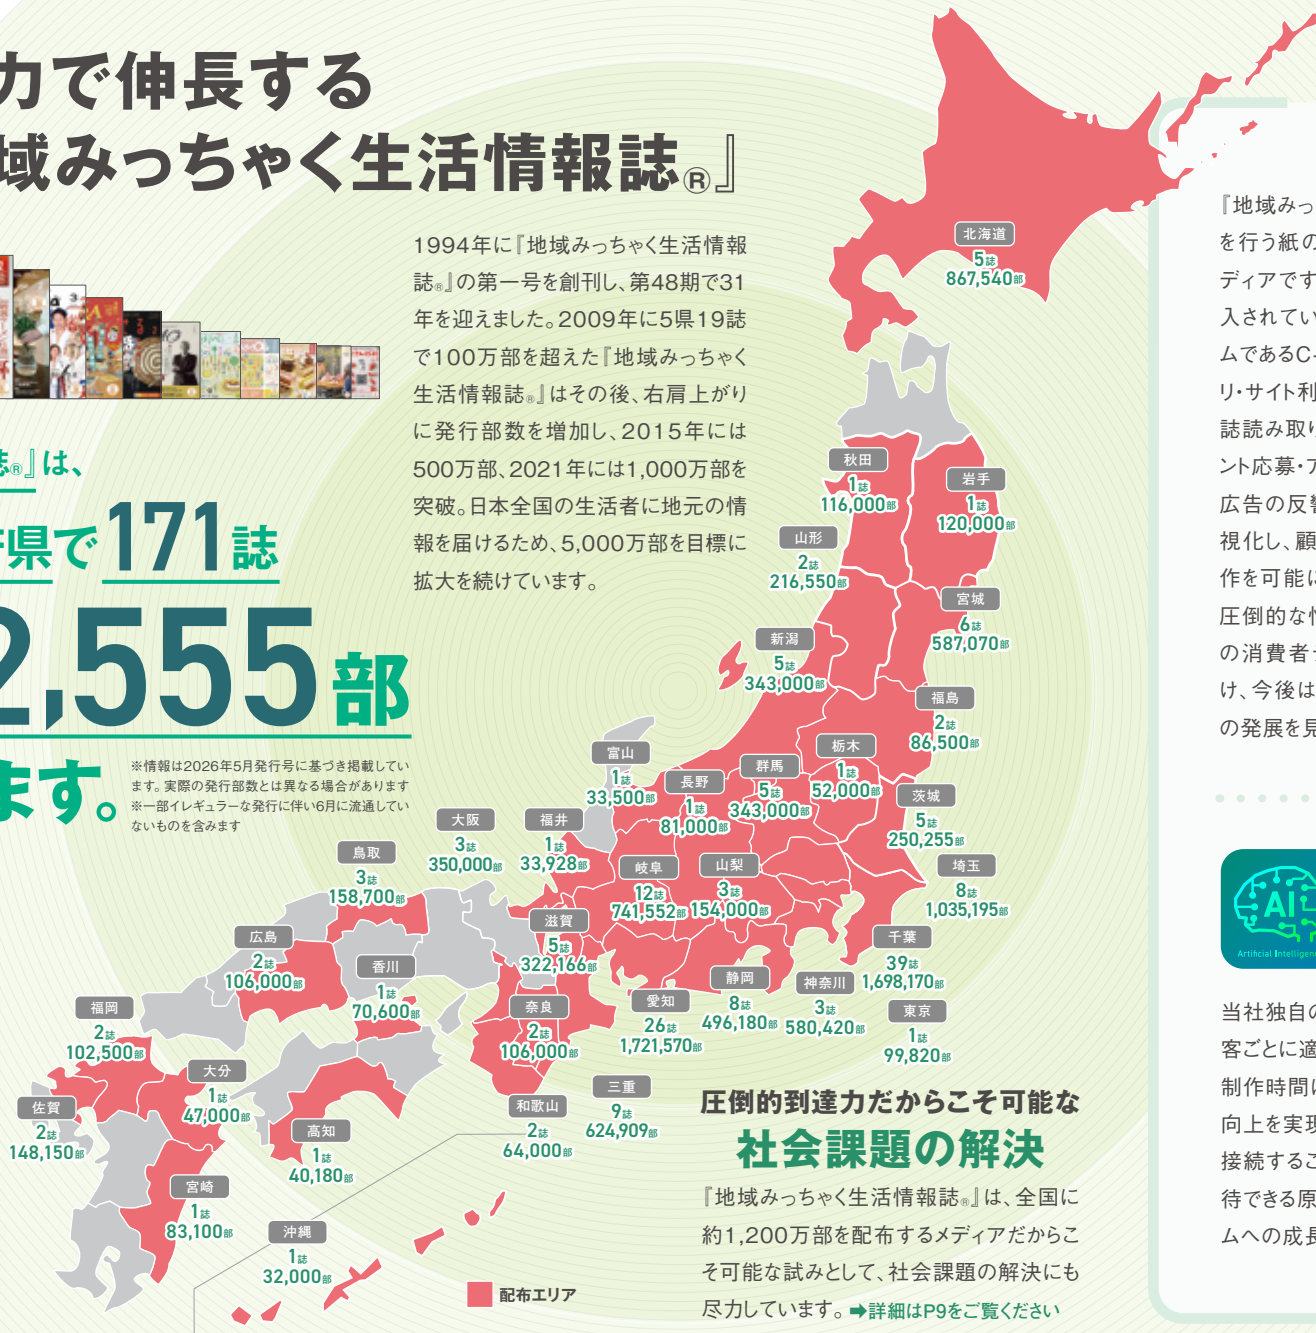 力で伸長する
域みっちゃく生活情報誌®』
1994年に『地域みっちゃく生活情報
誌®』の第一号を創刊し、第48期で31
年を迎えました。2009年に5県19誌
で100万部を超えた『地域みっちゃく
生活情報誌®』はその後、右肩上がり
に発行部数を増加し、2015年には
500万部、2021年には1,000万部を
突破。日本全国の生活者に地元の情
報を届けるため、5,000万部を目標に
拡大を続けています。
誌®』は、
県で171誌
2,555部
ます。
※情報は2026年5月発行号に基づき掲載してい
ます。実際の発行部数とは異なる場合があります
※一部イレギュラーな発行に伴い6月に流通してい
ないものを含みます
北海道
5誌
867,540部
秋田
1誌
116,000部
岩手
1誌
120,000部
山形
2誌
216,550部
宮城
6誌
587,070部
新潟
5誌
343,000部
福島
2誌
86,500部
富山
1誌
33,500部
長野
1誌
81,000部
群馬
5誌
343,000部
栃木
1誌
52,000部
茨城
5誌
250,255部
大阪
3誌
350,000部
福井
1誌
33,928部
鳥取
3誌
158,700部
岐阜
12誌
741,552部
山梨
3誌
154,000部
埼玉
8誌
1,035,195部
滋賀
5誌
322,166部
広島
2誌
106,000部
香川
1誌
70,600部
千葉
39誌
1,698,170部
静岡
8誌
496,180部
神奈川
3誌
580,420部
愛知
26誌
1,721,570部
奈良
2誌
106,000部
東京
1誌
99,820部
福岡
2誌
102,500部
大分
1誌
47,000部
佐賀
2誌
148,150部
三重
9誌
624,909部
和歌山
2誌
64,000部
高知
1誌
40,180部
宮崎
1誌
83,100部
沖縄
1誌
32,000部
配布エリア
圧倒的到達力だからこそ可能な
社会課題の解決
『地域みっちゃく生活情報誌®』は、全国に
約1,200万部を配布するメディアだからこ
そ可能な試みとして、社会課題の解決にも
尽力しています。➡詳細はP9をご覧ください
『地域みっ
を行う紙の
ディアです
入されてい
ムであるC-
リ・サイト利
誌読み取り
ント応募・ア
広告の反響
視化し、顧
作を可能に
圧倒的な情
の消費者
け、今後は
の発展を見
AI
Artificial Intelligen
当社独自の
客ごとに適
制作時間
向上を実現
接続するこ
待できる原
ムへの成長